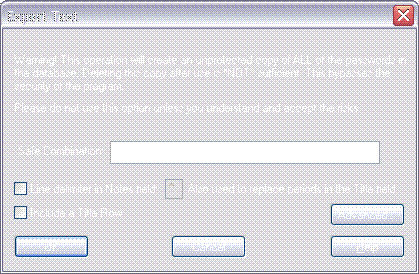 Export Text
Warning! This operation will create an unprotected copy of ALL of the passwords in
the database. Deleting this copy after use is "NOT" sufficient. This bypasses the
security of the program.
Please do not use this option unless you understand and accept the risks.
Safe Combination:
Line delimiter in Notes field: ^ Also used to replace periods in the Title field
Include a Title Row
Advanced...
Cancel
Help